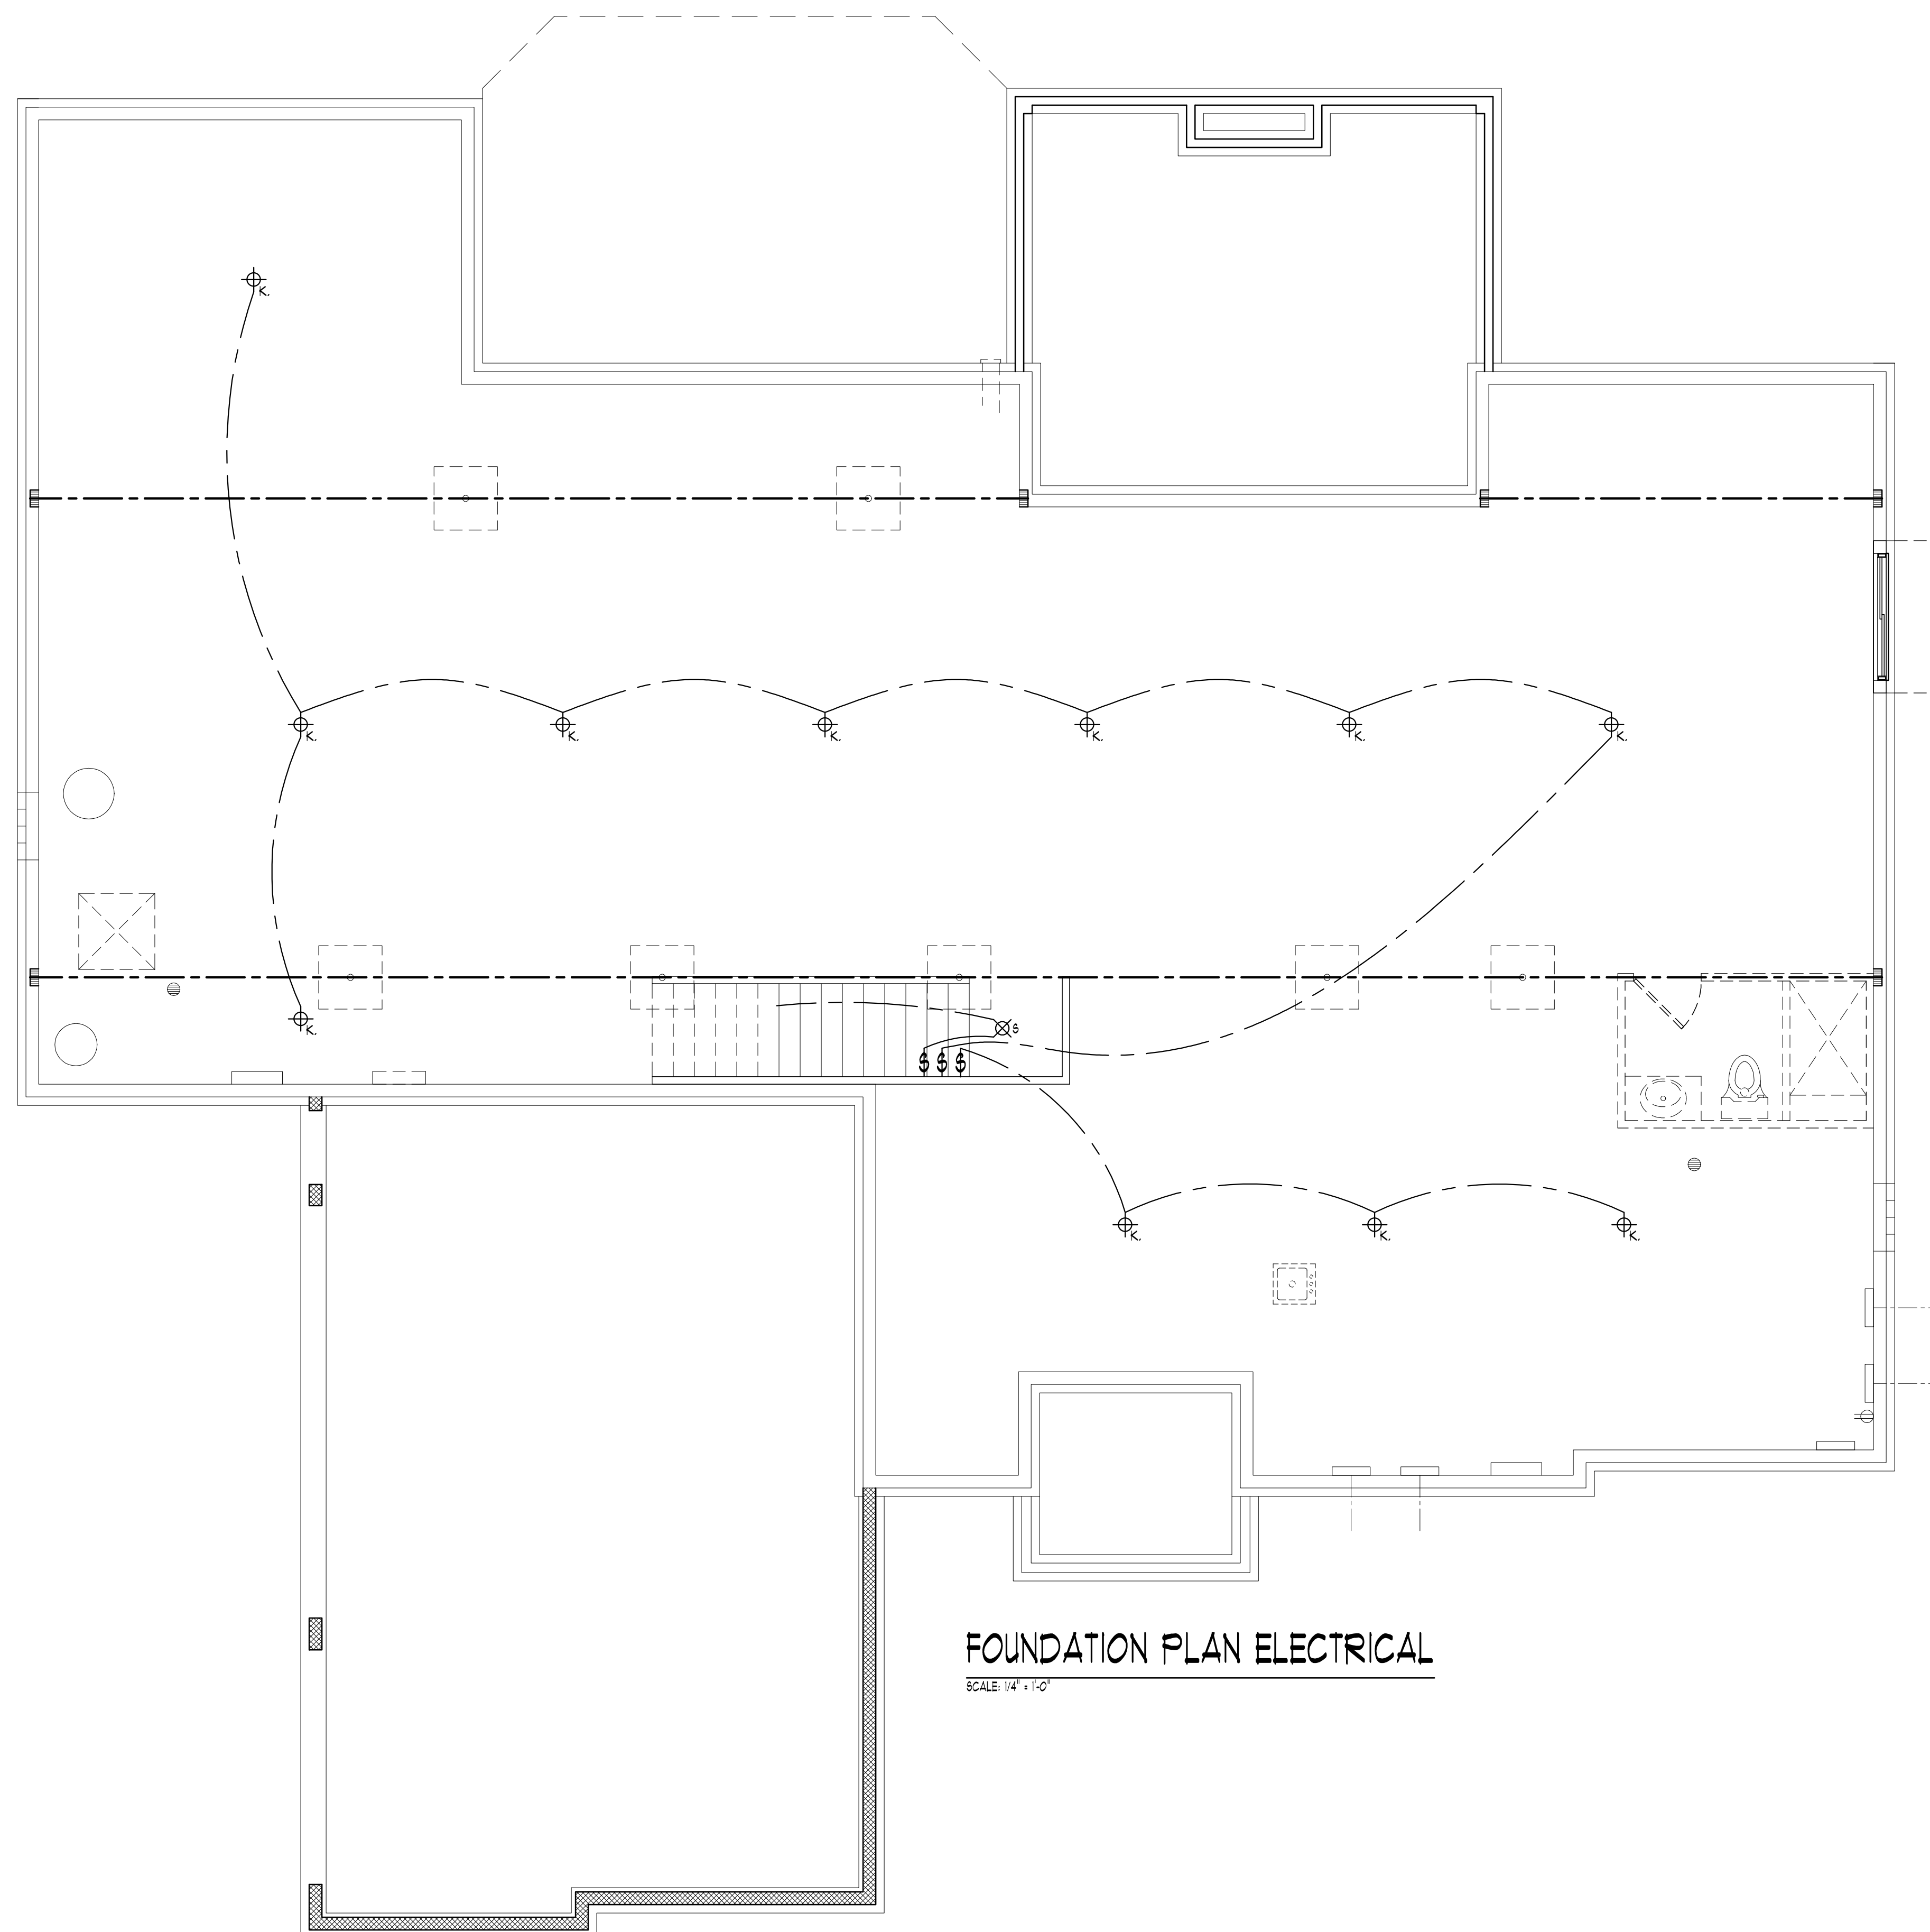 K.
K.
K.
K.
K.
K.
K.
K.
S
$ $ $
K.
K.
K.
FOUNDATION PLAN ELECTRICAL
SCALE: 1/4" = 1'-0"